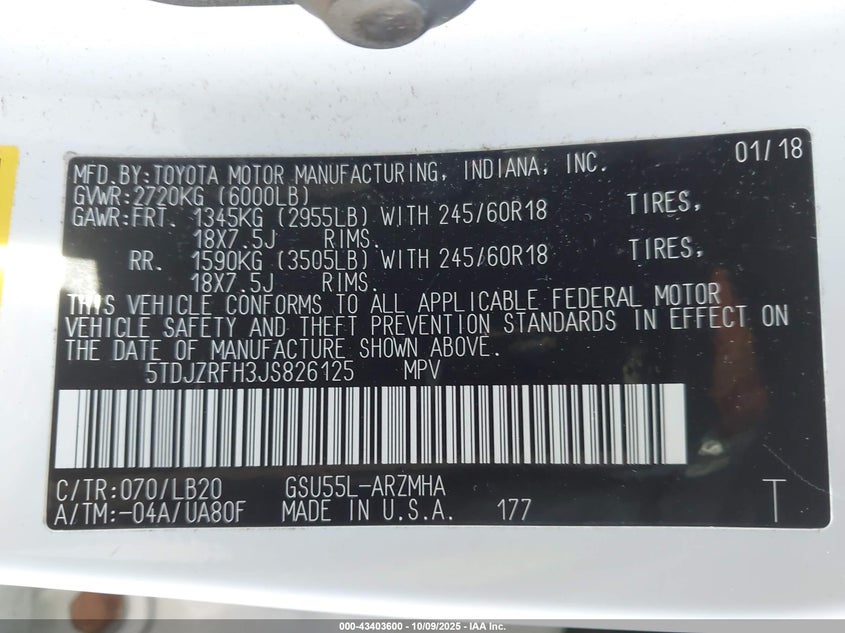 MFD.BY:TOYOTA MOTOR MANUFACTURING, INDIANA, INC. 01/18
GVWR:2720KG (6000LB)
GAWR:FRT. 1345KG (2955LB) WITH 245/60R18 TIRES,
18X7.5J RIMS.
RR. 1590KG (3505LB) WITH 245/60R18 TIRES,
18X7.5J RIMS.
THIS VEHICLE CONFORMS TO ALL APPLICABLE FEDERAL MOTOR
VEHICLE SAFETY AND THEFT PREVENTION STANDARDS IN EFFECT ON
THE DATE OF MANUFACTURE SHOWN ABOVE.
5TDJZRFH3JS826125 MPV
C/TR:070/LB20 GSU55L-ARZMHA
A/TM:-04A/UA80F MADE IN U.S.A. 177 T
000-43403600 - 10/09/2025 - IAA Inc.